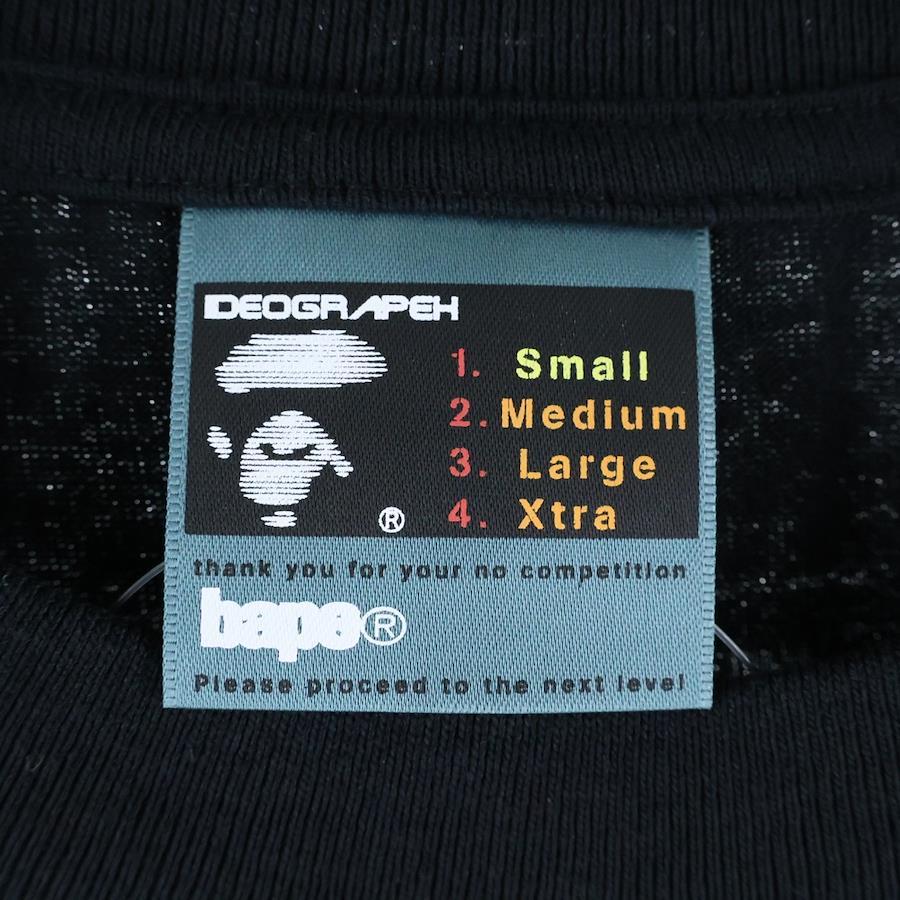 IDEOGRAPEH
1. Small
2. Medium
3. Large
4. Xtra
®
thank you for your no competition
bape®
Please proceed to the next level